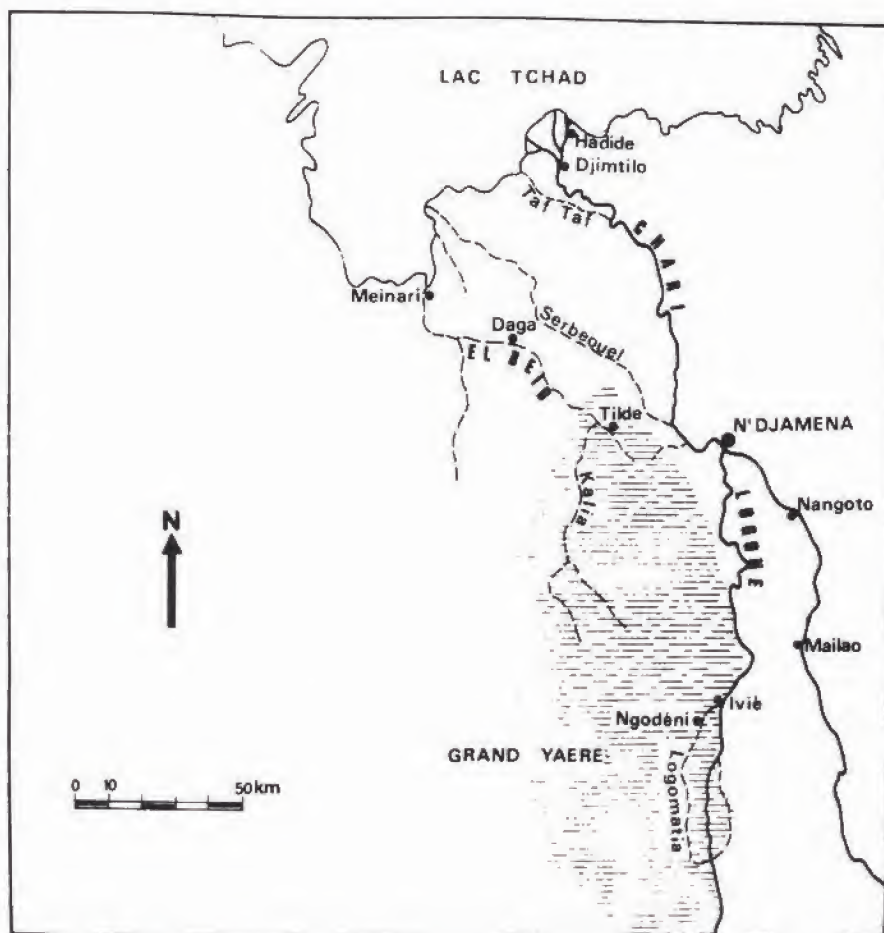 LAC TCHAD
Hadide
Djimtilo
Taf Taf
CHARI
Meinari
Serbequel
Daga
EL BEID
Tilde
N'DJAMENA
Kalia
LOGONE
Nangoto
N
Mailao
Ivié
Ngodéni
GRAND YAERE
Logomatia
0 10 50km